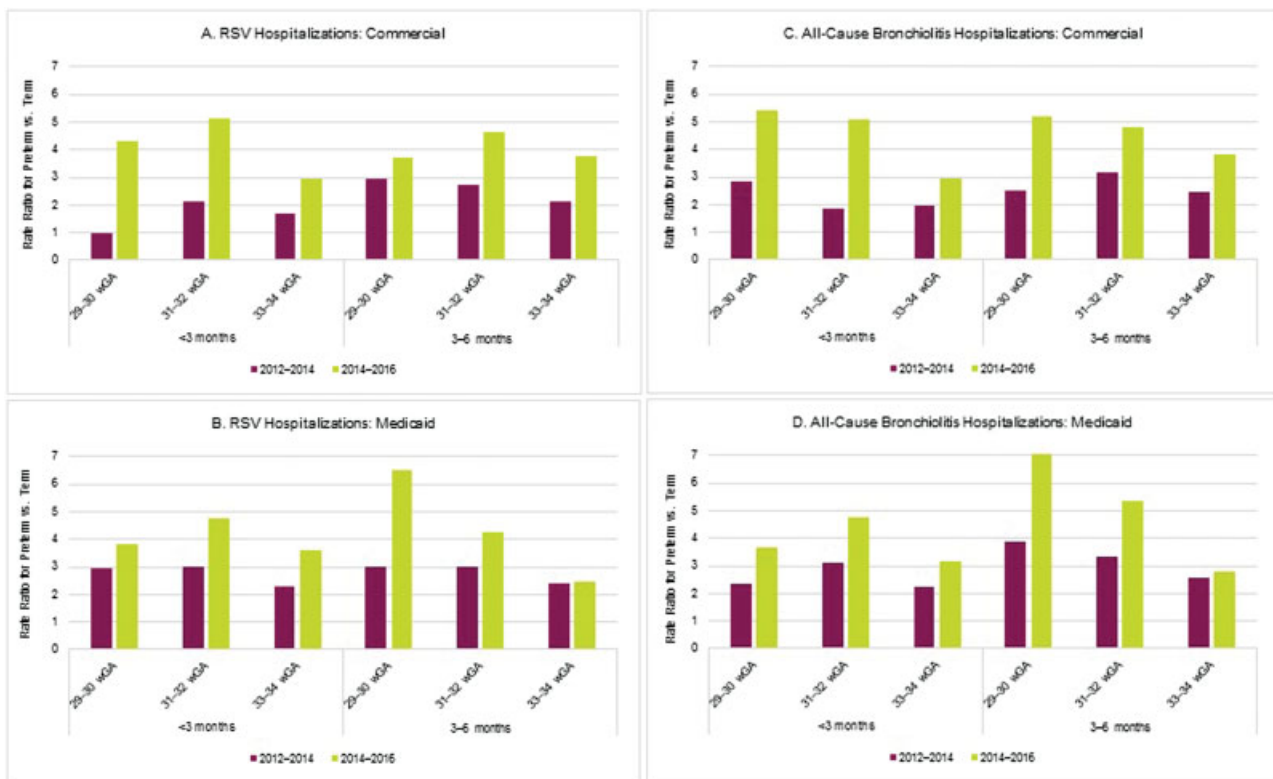 A. RSV Hospitalizations: Commercial
Rate Ratio for Preterm vs. Term
7
6
5
4
3
2
1
0
29–30 wGA
31–32 wGA
33–34 wGA
29–30 wGA
31–32 wGA
33–34 wGA
<3 months
3–6 months
2012–2014
2014–2016
C. All-Cause Bronchiolitis Hospitalizations: Commercial
Rate Ratio for Preterm vs. Term
7
6
5
4
3
2
1
0
29–30 wGA
31–32 wGA
33–34 wGA
29–30 wGA
31–32 wGA
33–34 wGA
<3 months
3–6 months
2012–2014
2014–2016
B. RSV Hospitalizations: Medicaid
Rate Ratio for Preterm vs. Term
7
6
5
4
3
2
1
0
29–30 wGA
31–32 wGA
33–34 wGA
29–30 wGA
31–32 wGA
33–34 wGA
<3 months
3–6 months
2012–2014
2014–2016
D. All-Cause Bronchiolitis Hospitalizations: Medicaid
Rate Ratio for Preterm vs. Term
7
6
5
4
3
2
1
0
29–30 wGA
31–32 wGA
33–34 wGA
29–30 wGA
31–32 wGA
33–34 wGA
<3 months
3–6 months
2012–2014
2014–2016